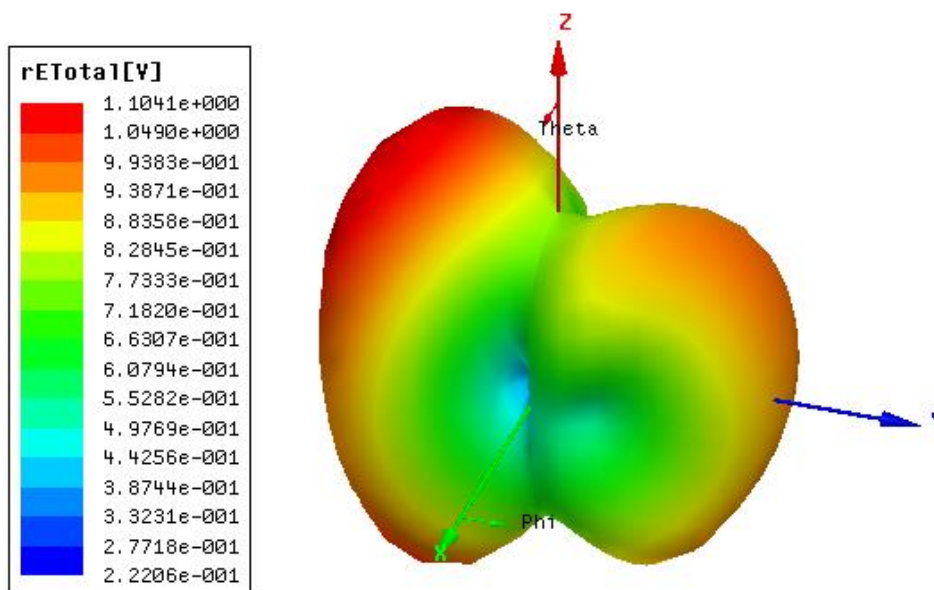 rETotal[V]
1.1041e+000
1.0490e+000
9.9383e-001
9.3871e-001
8.8358e-001
8.2845e-001
7.7333e-001
7.1820e-001
6.6307e-001
6.0794e-001
5.5282e-001
4.9769e-001
4.4256e-001
3.8744e-001
3.3231e-001
2.7718e-001
2.2206e-001
Z
Theta
Phi
X